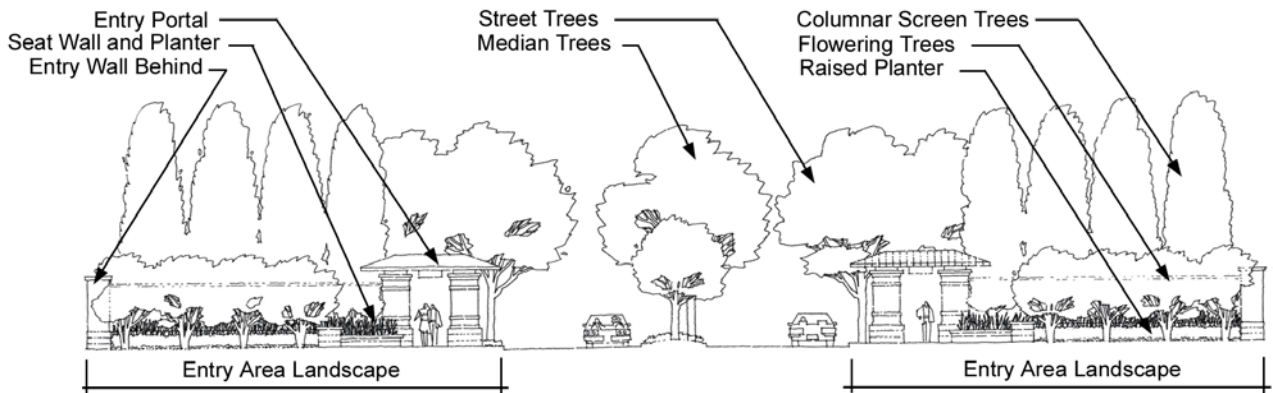 Entry Portal
Seat Wall and Planter
Entry Wall Behind
Street Trees
Median Trees
Columnar Screen Trees
Flowering Trees
Raised Planter
Entry Area Landscape
Entry Area Landscape